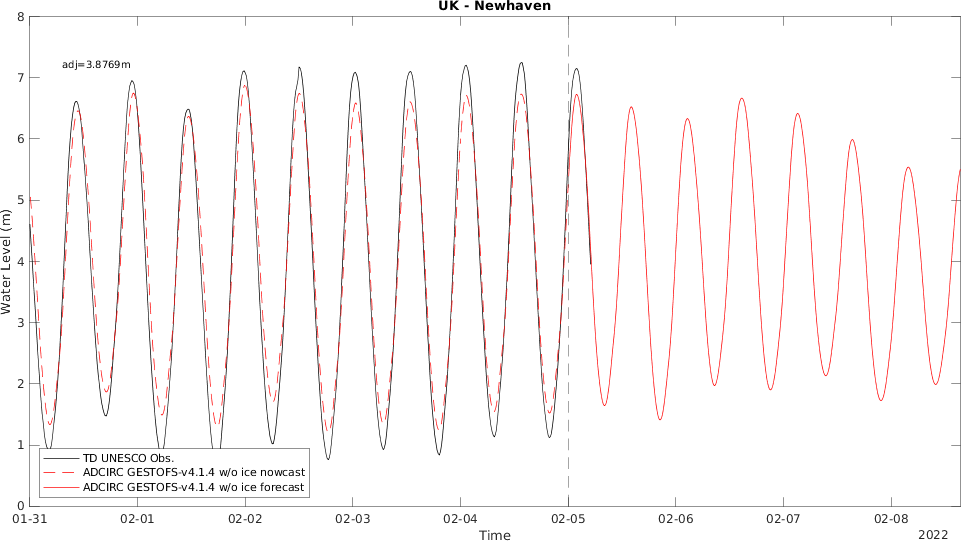 UK - Newhaven
adj=3.8769m
8
7
6
5
4
3
2
1
0
Water Level (m)
TD UNESCO Obs.
ADCIRC GESTOFS-v4.1.4 w/o ice nowcast
ADCIRC GESTOFS-v4.1.4 w/o ice forecast
01-31 02-01 02-02 02-03 02-04 02-05 02-06 02-07 02-08
Time
2022